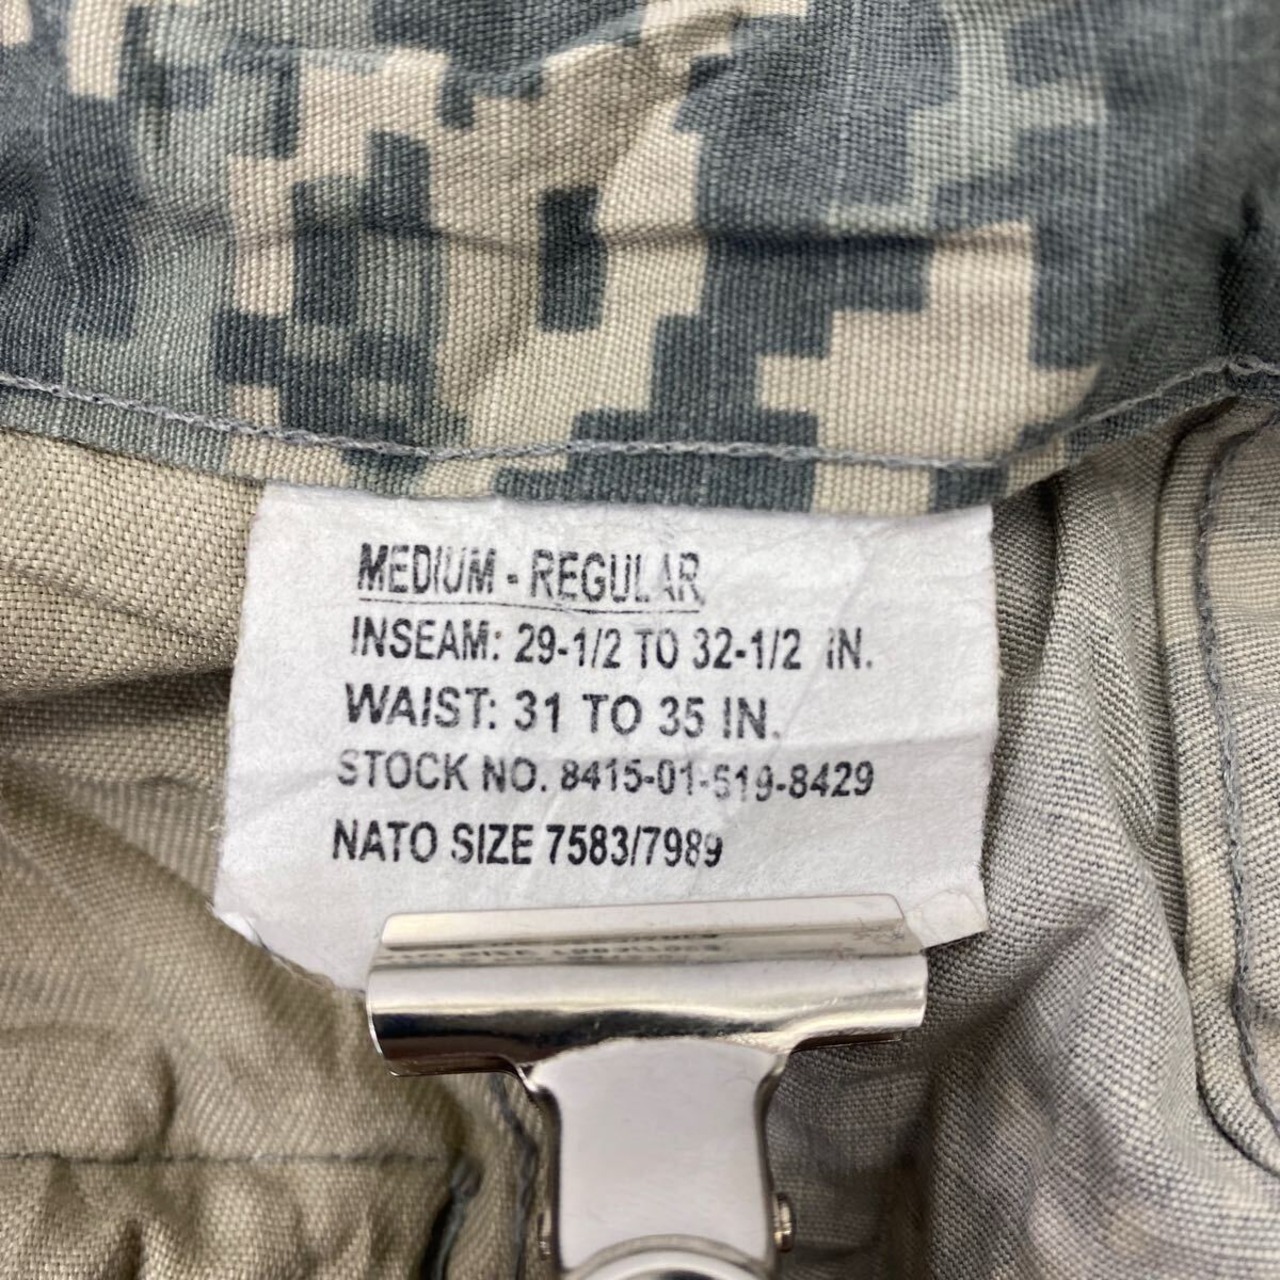 MEDIUM - REGULAR
INSEAM: 29-1/2 TO 32-1/2 IN.
WAIST: 31 TO 35 IN.
STOCK NO. 8415-01-519-8429
NATO SIZE 7583/7989